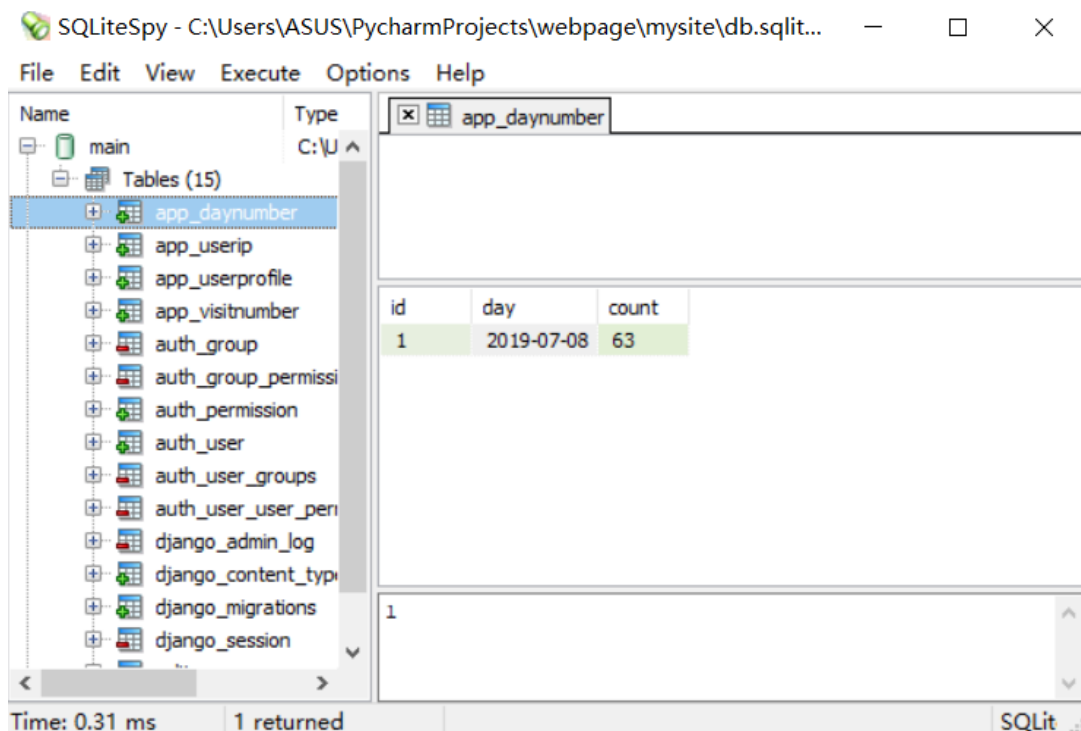 SQLiteSpy - C:\Users\ASUS\PycharmProjects\webpage\mysite\db.sqlit...
File Edit View Execute Options Help
Name Type
main C:\U
Tables (15)
app_daynumber
app_userip
app_userprofile
app_visitnumber
auth_group
auth_group_permissi
auth_permission
auth_user
auth_user_groups
auth_user_user_peri
django_admin_log
django_content_type
django_migrations
django_session
app_daynumber
id day count
1 2019-07-08 63
1
Time: 0.31 ms 1 returned SQLit